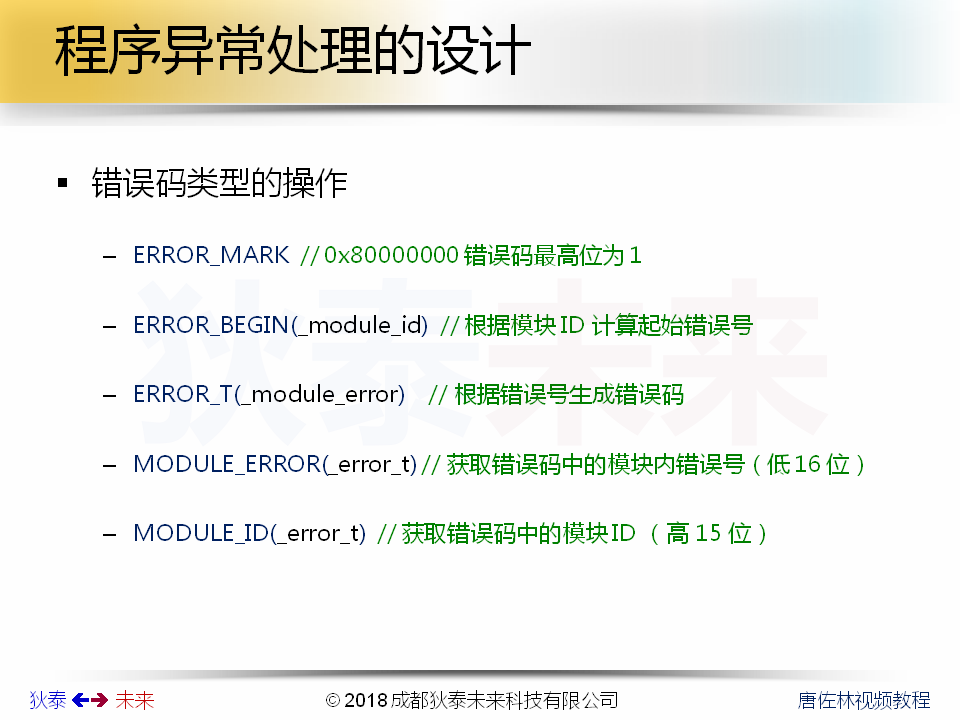 程序异常处理的设计
▪ 错误码类型的操作
– ERROR_MARK //0x80000000 错误码最高位为 1
– ERROR_BEGIN(_module_id) // 根据模块 ID 计算起始错误号
– ERROR_T(_module_error) // 根据错误号生成错误码
– MODULE_ERROR(_error_t) // 获取错误码中的模块内错误号 ( 低 16 位 )
– MODULE_ID(_error_t) // 获取错误码中的模块 ID ( 高 15 位 )
狄泰未来
狄泰 未来 © 2018 成都狄泰未来科技有限公司 唐佐林视频教程